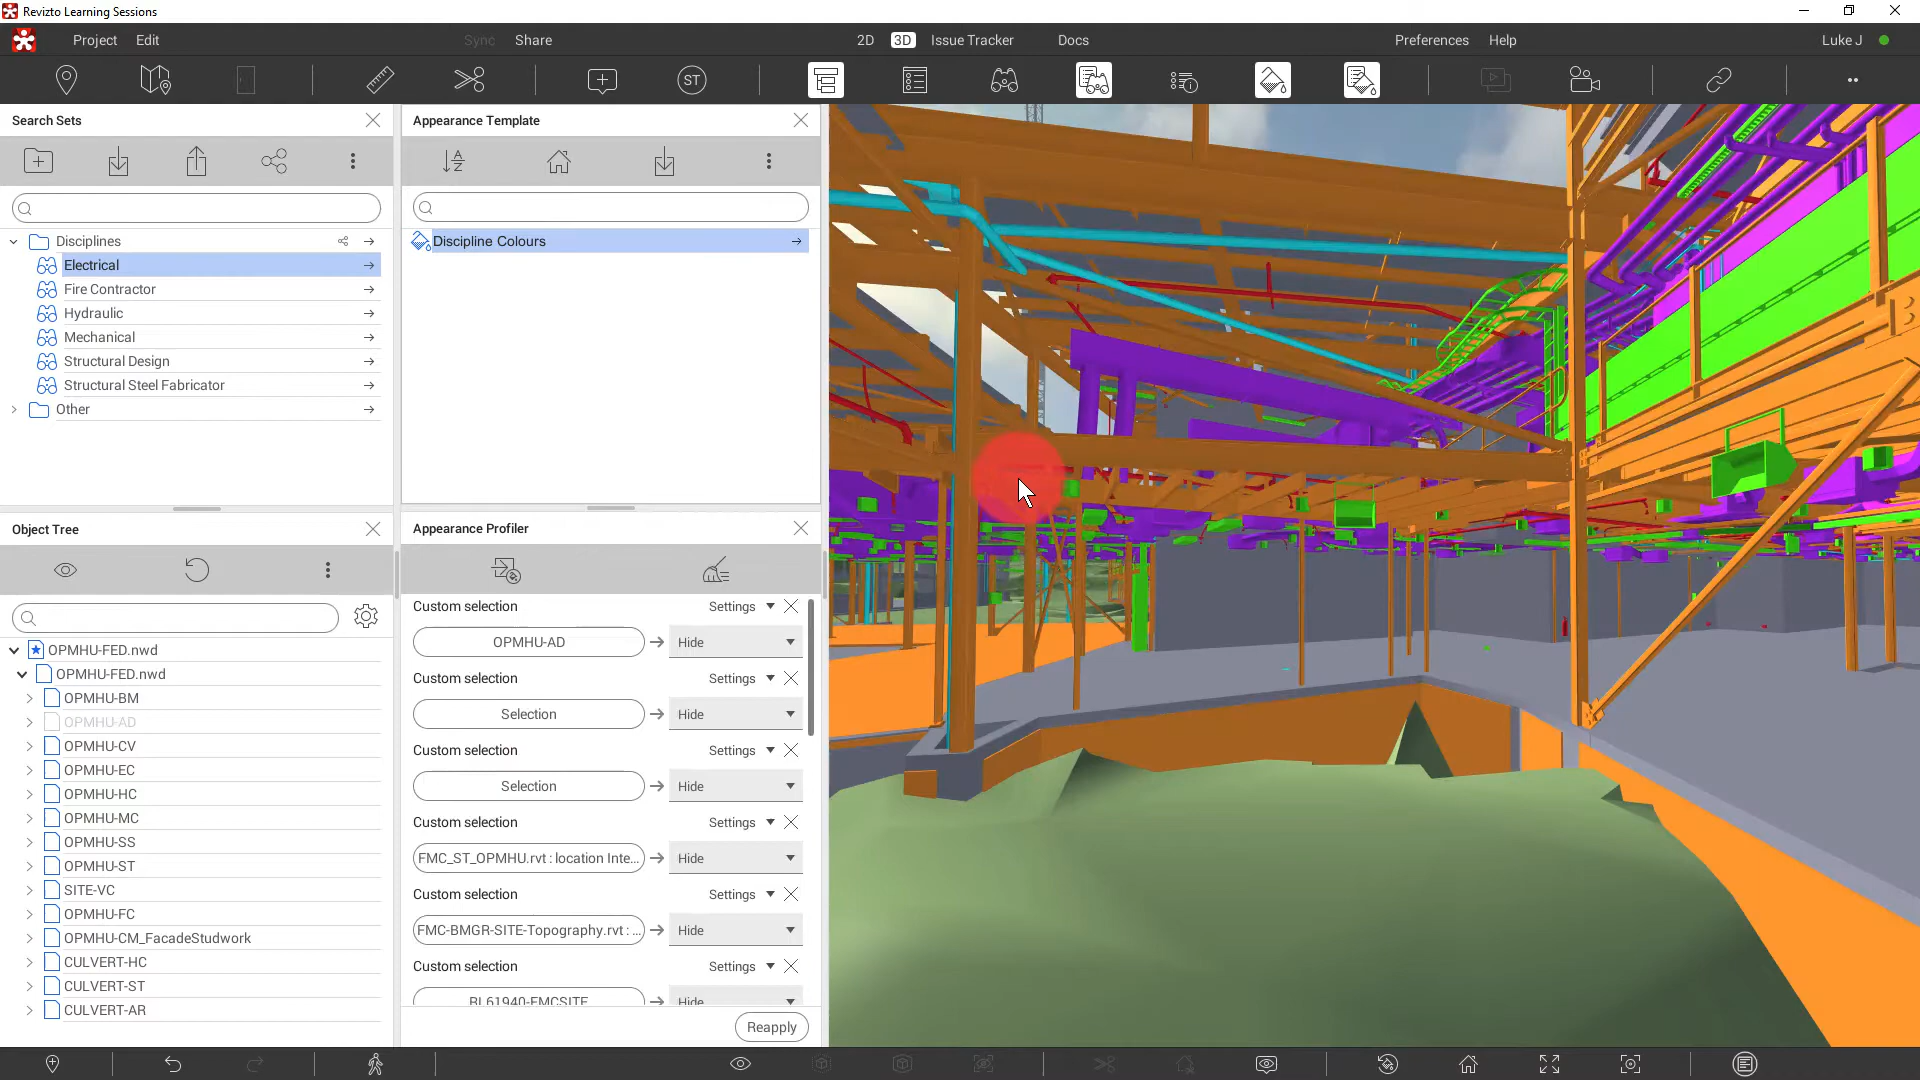 Revizto Learning Sessions
Project Edit Sync Share 2D 3D Issue Tracker Docs Preferences Help Luke J
ST
Search Sets
Disciplines
Electrical
Fire Contractor
Hydraulic
Mechanical
Structural Design
Structural Steel Fabricator
Other
Appearance Template
Discipline Colours
Object Tree
OPMHU-FED.nwd
OPMHU-FED.nwd
OPMHU-BM
OPMHU-AD
OPMHU-CV
OPMHU-EC
OPMHU-HC
OPMHU-MC
OPMHU-SS
OPMHU-ST
SITE-VC
OPMHU-FC
OPMHU-CM_FacadeStudwork
CULVERT-HC
CULVERT-ST
CULVERT-AR
Appearance Profiler
Custom selection Settings
OPMHU-AD Hide
Custom selection Settings
Selection Hide
Custom selection Settings
Selection Hide
Custom selection Settings
FMC_ST_OPMHU.rvt : location Inte... Hide
Custom selection Settings
FMC-BMGR-SITE-Topography.rvt : ... Hide
Custom selection Settings
RL61940-FMCSITE Hide
Reapply